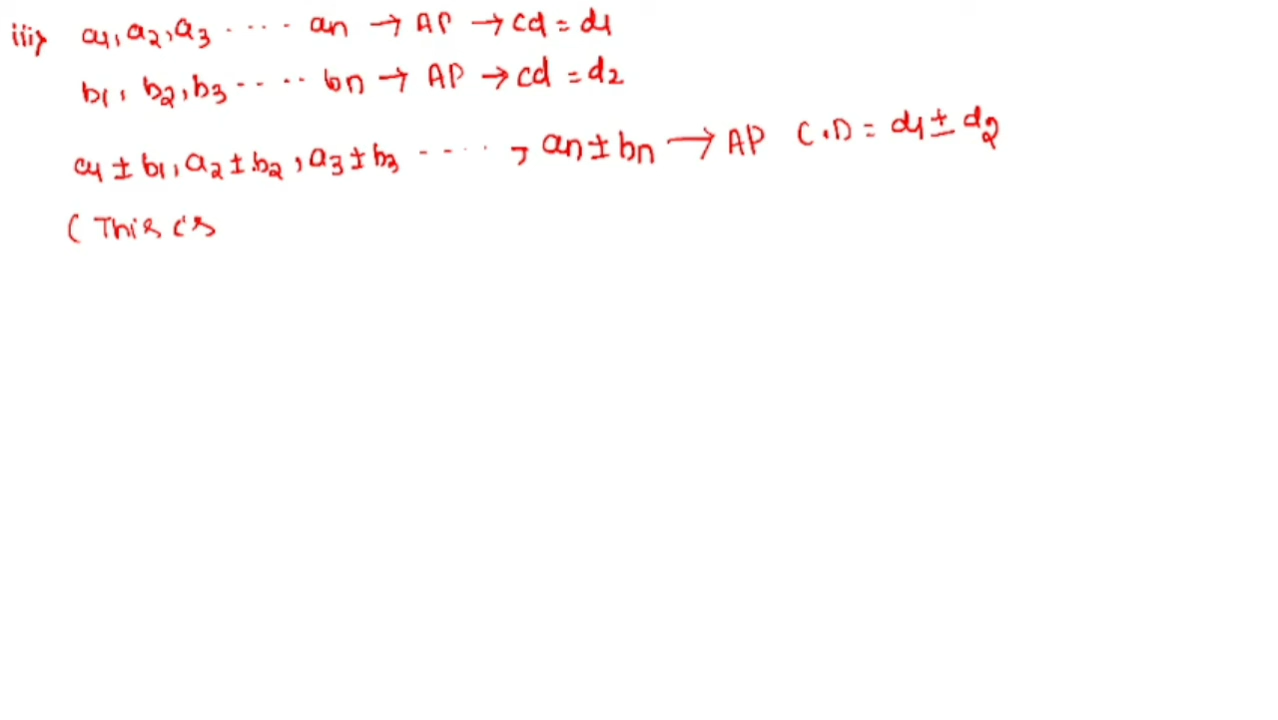 iii) a1, a2, a3 ····· an → AP → cd = d1
b1, b2, b3 ····· bn → AP → cd = d2
a1 ± b1, a2 ± b2, a3 ± b3 ·····, an ± bn → AP C.D = d1 ± d2
( This is